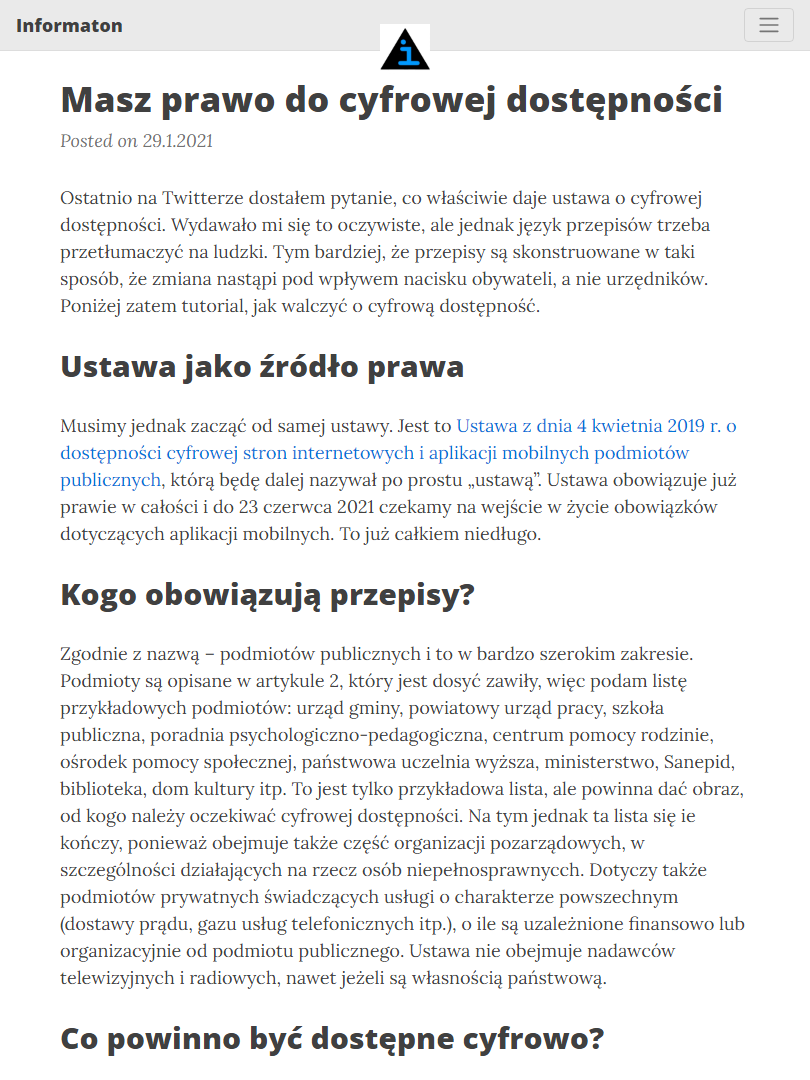 Informaton
i
Masz prawo do cyfrowej dostępności
Posted on 29.1.2021
Ostatnio na Twitterze dostałem pytanie, co właściwie daje ustawa o cyfrowej
dostępności. Wydawało mi się to oczywiste, ale jednak język przepisów trzeba
przetłumaczyć na ludzki. Tym bardziej, że przepisy są skonstruowane w taki
sposób, że zmiana nastąpi pod wpływem nacisku obywateli, a nie urzędników.
Poniżej zatem tutorial, jak walczyć o cyfrową dostępność.
Ustawa jako źródło prawa
Musimy jednak zacząć od samej ustawy. Jest to Ustawa z dnia 4 kwietnia 2019 r. o
dostępności cyfrowej stron internetowych i aplikacji mobilnych podmiotów
publicznych, którą będę dalej nazywał po prostu „ustawą”. Ustawa obowiązuje już
prawie w całości i do 23 czerwca 2021 czekamy na wejście w życie obowiązków
dotyczących aplikacji mobilnych. To już całkiem niedługo.
Kogo obowiązują przepisy?
Zgodnie z nazwą – podmiotów publicznych i to w bardzo szerokim zakresie.
Podmioty są opisane w artykule 2, który jest dosyć zawiły, więc podam listę
przykładowych podmiotów: urząd gminy, powiatowy urząd pracy, szkoła
publiczna, poradnia psychologiczno-pedagogiczna, centrum pomocy rodzinie,
ośrodek pomocy społecznej, państwowa uczelnia wyższa, ministerstwo, Sanepid,
biblioteka, dom kultury itp. To jest tylko przykładowa lista, ale powinna dać obraz,
od kogo należy oczekiwać cyfrowej dostępności. Na tym jednak ta lista się ie
kończy, ponieważ obejmuje także część organizacji pozarządowych, w
szczególności działających na rzecz osób niepełnosprawnycch. Dotyczy także
podmiotów prywatnych świadczących usługi o charakterze powszechnym
(dostawy prądu, gazu usług telefonicznych itp.), o ile są uzależnione finansowo lub
organizacyjnie od podmiotu publicznego. Ustawa nie obejmuje nadawców
telewizyjnych i radiowych, nawet jeżeli są własnością państwową.
Co powinno być dostępne cyfrowo?